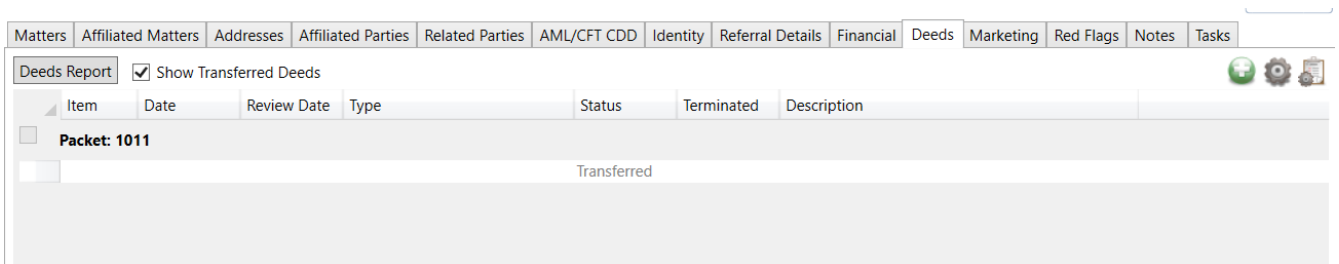 Matters Affiliated Matters Addresses Affiliated Parties Related Parties AML/CFT CDD Identity Referral Details Financial Deeds Marketing Red Flags Notes Tasks
Deeds Report Show Transferred Deeds
Item Date Review Date Type Status Terminated Description
Packet: 1011
Transferred